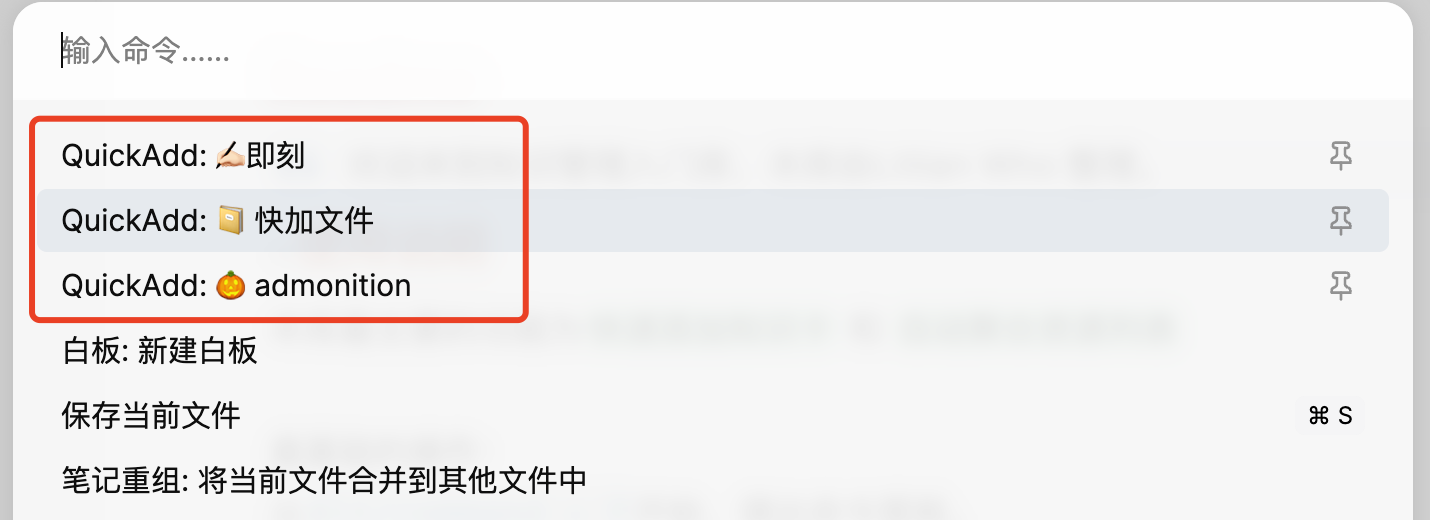 输入命令......
QuickAdd: ✍🏻即刻
QuickAdd: 📔 快加文件
QuickAdd: 🎃 admonition
白板: 新建白板
保存当前文件 ⌘ S
笔记重组: 将当前文件合并到其他文件中